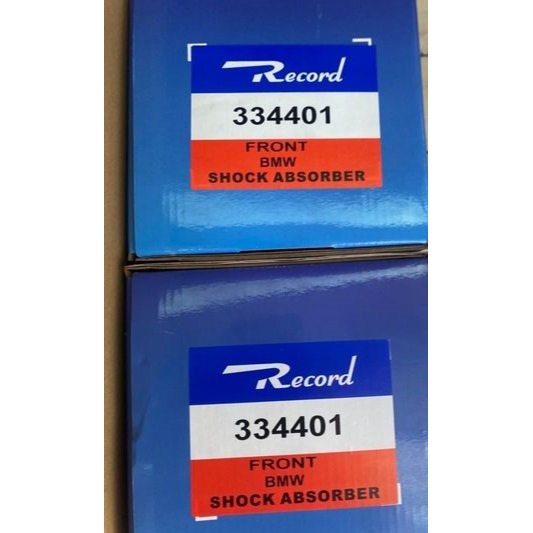 Record
334401
FRONT
BMW
SHOCK ABSORBER
Record
334401
FRONT
BMW
SHOCK ABSORBER